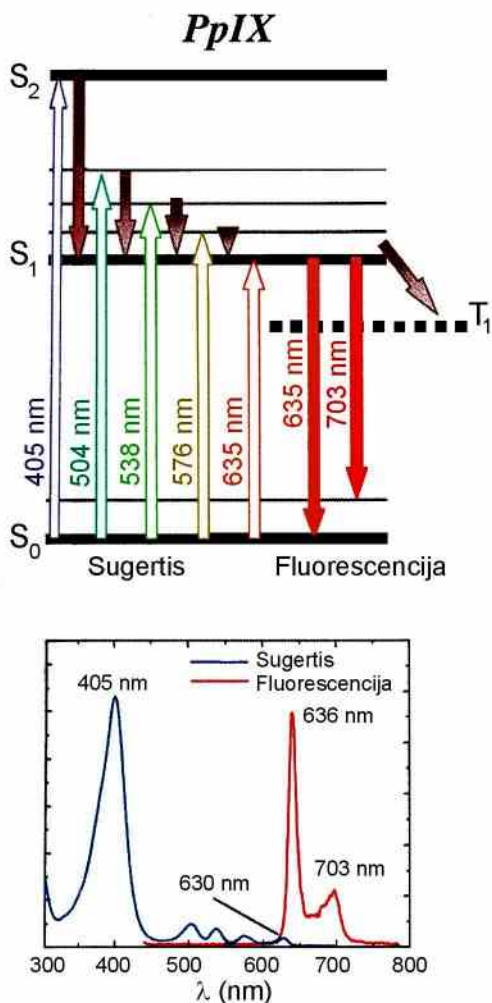 PpIX
S2
S1
T1
405 nm
504 nm
538 nm
576 nm
635 nm
635 nm
703 nm
S0
Sugertis
Fluorescencija
Sugertis
Fluorescencija
405 nm
636 nm
630 nm
703 nm
300 400 500 600 700 800
λ (nm)